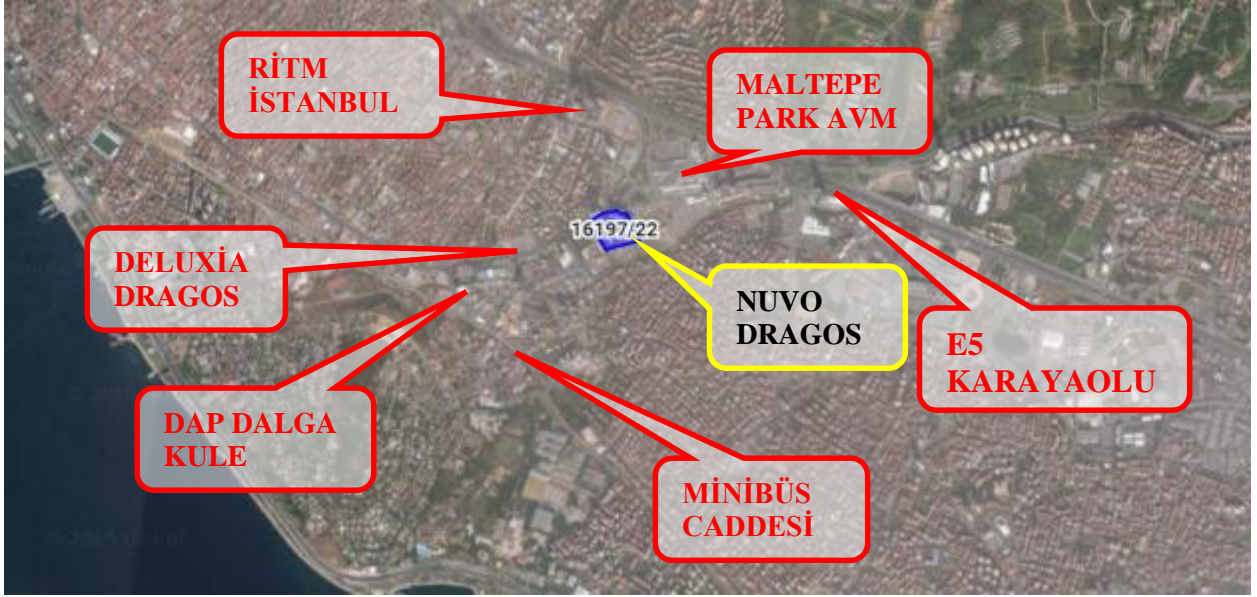 RİTM
İSTANBUL
MALTEPE
PARK AVM
16197/22
DELUXİA
DRAGOS
NUVO
DRAGOS
E5
KARAYAOLU
DAP DALGA
KULE
MİNİBÜS
CADDESİ